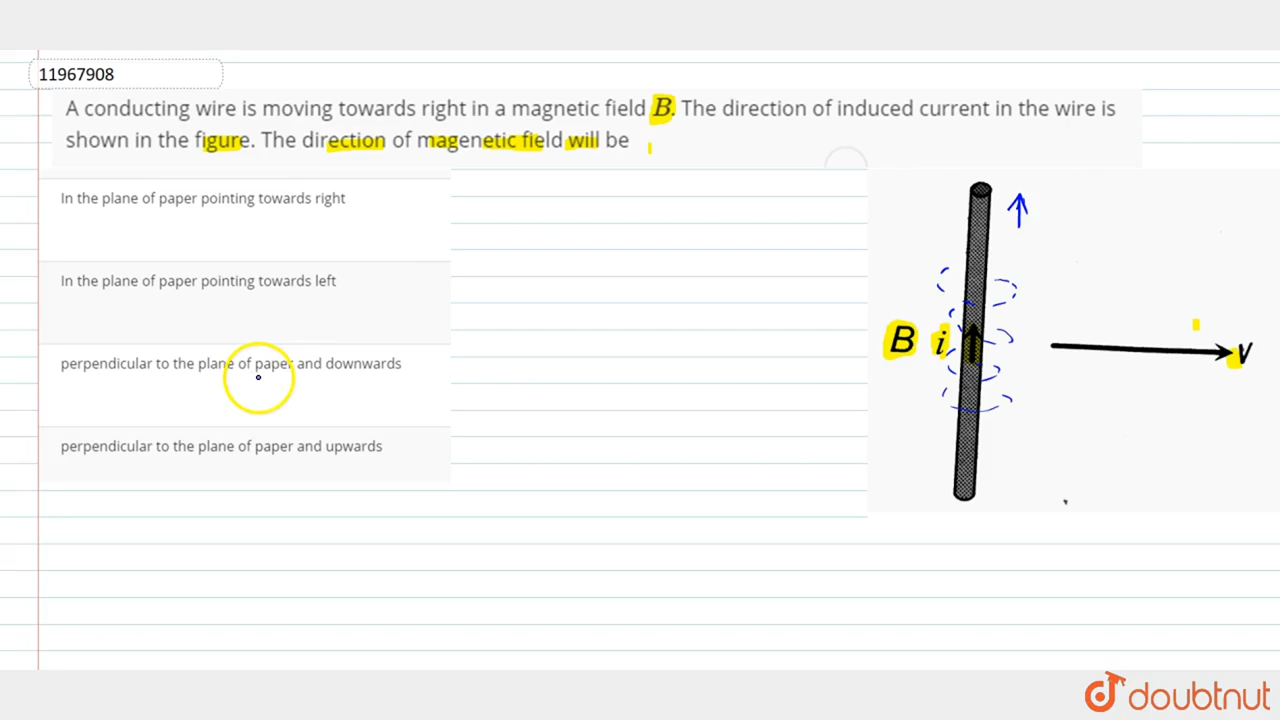 11967908
A conducting wire is moving towards right in a magnetic field B. The direction of induced current in the wire is
shown in the figure. The direction of magenetic field will be
In the plane of paper pointing towards right
In the plane of paper pointing towards left
perpendicular to the plane of paper and downwards
perpendicular to the plane of paper and upwards
B i
V
doubtnut